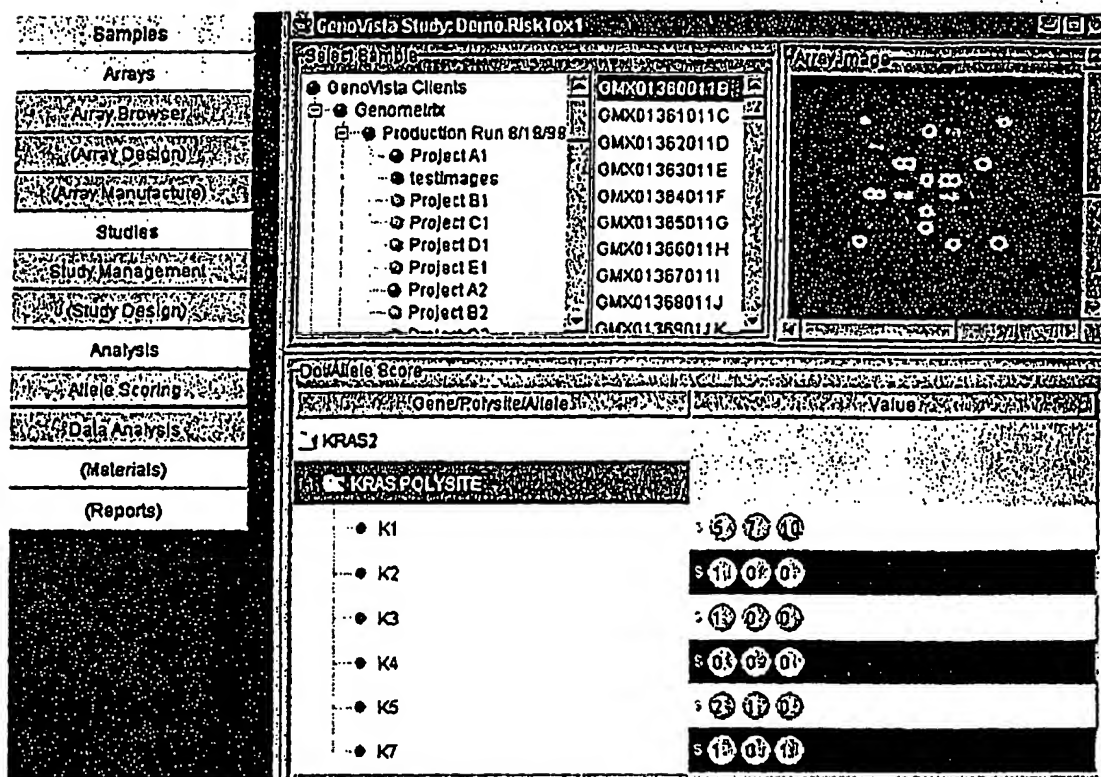 Samples
Arrays
Array Browser
(Array Design)
(Array Manufacture)
Studies
Study Management
(Study Design)
Analysis
Allele Scoring
Data Analysis
(Materials)
(Reports)
GenoVista Study: Demo.RiskTox1
Select Sample
GenoVista Clients
Genometrix
Production Run 8/18/98
Project A1
testimages
Project B1
Project C1
Project D1
Project E1
Project A2
Project B2
GMX01360011B
GMX01361011C
GMX01362011D
GMX01363011E
GMX01364011F
GMX01365011G
GMX01366011H
GMX01367011I
GMX01368011J
GMX01369011K
Array Image
Dot/Allele Score
Gene/Polysite/Allele
Value
KRAS2
KRAS POLYSITE
K1
K2
K3
K4
K5
K7